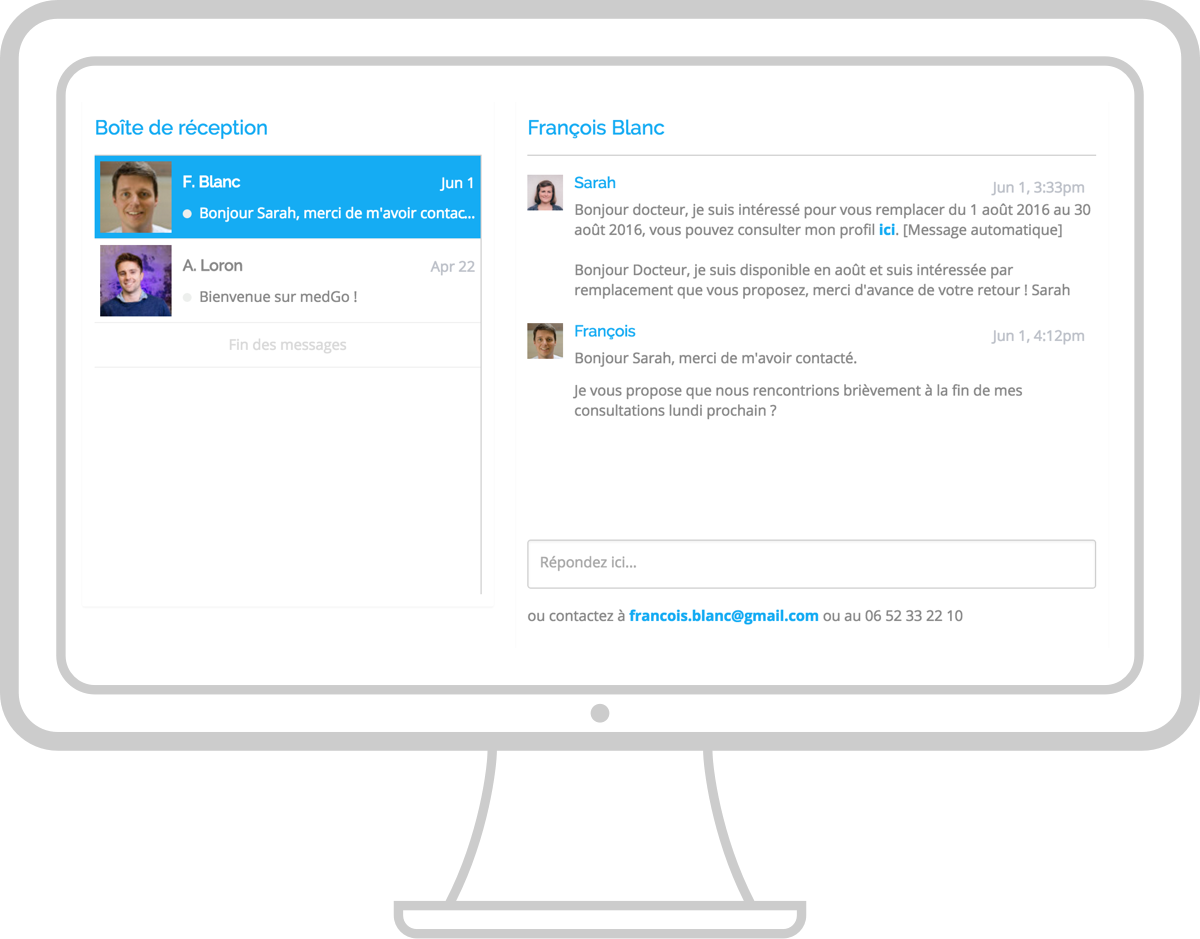 Boîte de réception
F. Blanc
Jun 1
Bonjour Sarah, merci de m'avoir contac...
A. Loron
Apr 22
Bienvenue sur medGo !
Fin des messages
François Blanc
Sarah
Jun 1, 3:33pm
Bonjour docteur, je suis intéressé pour vous remplacer du 1 août 2016 au 30
août 2016, vous pouvez consulter mon profil ici. [Message automatique]
Bonjour Docteur, je suis disponible en août et suis intéressée par
remplacement que vous proposez, merci d'avance de votre retour ! Sarah
François
Jun 1, 4:12pm
Bonjour Sarah, merci de m'avoir contacté.
Je vous propose que nous rencontrions brièvement à la fin de mes
consultations lundi prochain ?
Répondez ici...
ou contactez à francois.blanc@gmail.com ou au 06 52 33 22 10